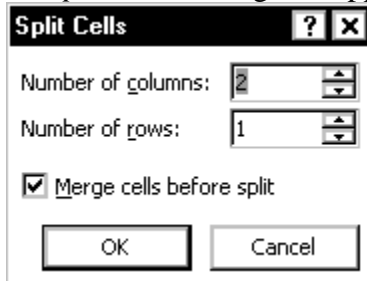 Split Cells ? X
Number of columns: 2
Number of rows: 1
Merge cells before split
OK Cancel